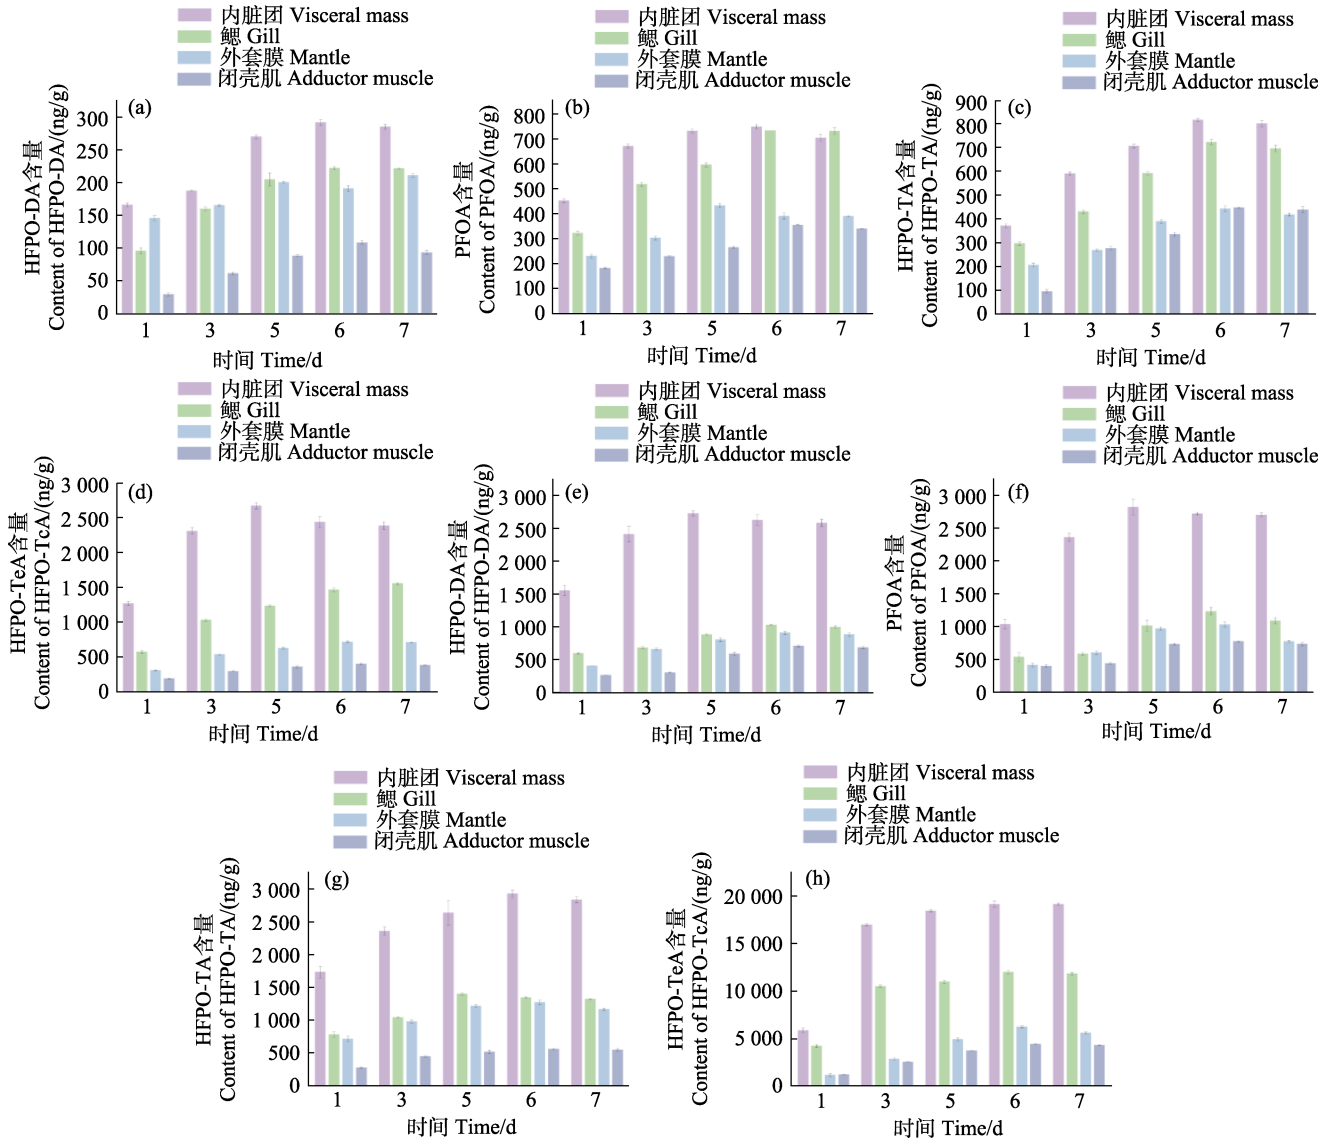 内脏团 Visceral mass
鳃 Gill
外套膜 Mantle
闭壳肌 Adductor muscle
(a)
HFPO-DA含量
Content of HFPO-DA/(ng/g)
300
250
200
150
100
50
0
1 3 5 6 7
时间 Time/d
内脏团 Visceral mass
鳃 Gill
外套膜 Mantle
闭壳肌 Adductor muscle
(b)
PFOA含量
Content of PFOA/(ng/g)
800
700
600
500
400
300
200
100
0
1 3 5 6 7
时间 Time/d
内脏团 Visceral mass
鳃 Gill
外套膜 Mantle
闭壳肌 Adductor muscle
(c)
HFPO-TA含量
Content of HFPO-TA/(ng/g)
900
800
700
600
500
400
300
200
100
0
1 3 5 6 7
时间 Time/d
内脏团 Visceral mass
鳃 Gill
外套膜 Mantle
闭壳肌 Adductor muscle
(d)
HFPO-TeA含量
Content of HFPO-TcA/(ng/g)
3 000
2 500
2 000
1 500
1 000
500
0
1 3 5 6 7
时间 Time/d
内脏团 Visceral mass
鳃 Gill
外套膜 Mantle
闭壳肌 Adductor muscle
(e)
HFPO-DA含量
Content of HFPO-DA/(ng/g)
3 000
2 500
2 000
1 500
1 000
500
0
1 3 5 6 7
时间 Time/d
内脏团 Visceral mass
鳃 Gill
外套膜 Mantle
闭壳肌 Adductor muscle
(f)
PFOA含量
Content of PFOA/(ng/g)
3 000
2 500
2 000
1 500
1 000
500
0
1 3 5 6 7
时间 Time/d
内脏团 Visceral mass
鳃 Gill
外套膜 Mantle
闭壳肌 Adductor muscle
(g)
HFPO-TA含量
Content of HFPO-TA/(ng/g)
3 000
2 500
2 000
1 500
1 000
500
0
1 3 5 6 7
时间 Time/d
内脏团 Visceral mass
鳃 Gill
外套膜 Mantle
闭壳肌 Adductor muscle
(h)
HFPO-TeA含量
Content of HFPO-TcA/(ng/g)
20 000
15 000
10 000
5 000
0
1 3 5 6 7
时间 Time/d